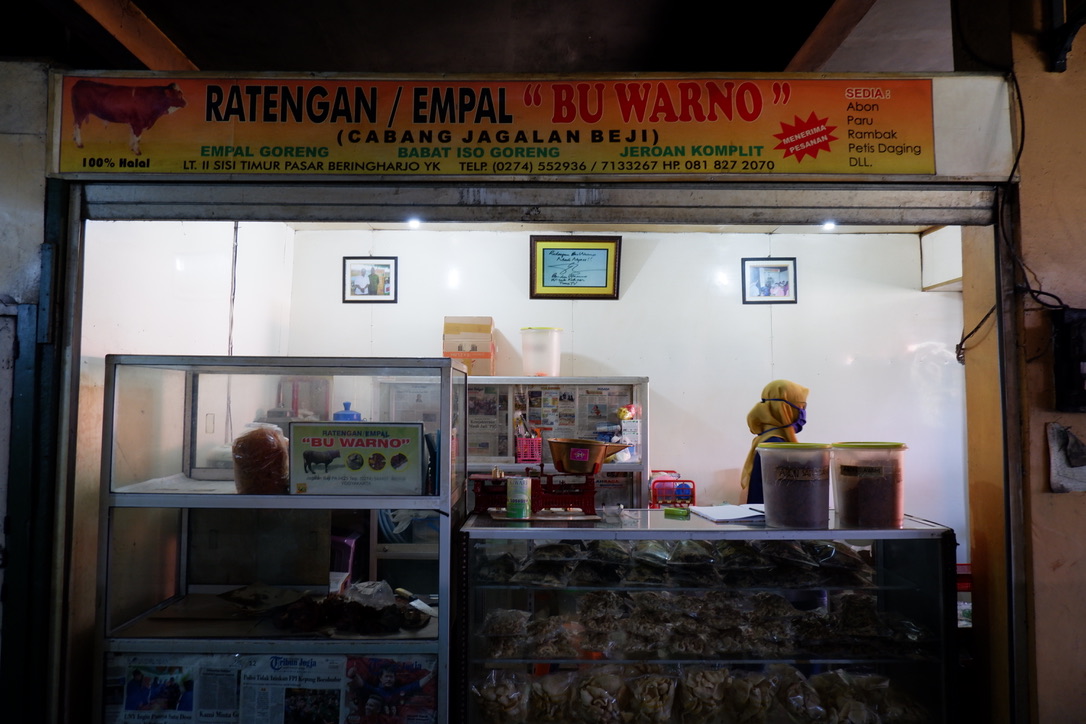 RATENGAN / EMPAL " BU WARNO "
(CABANG JAGALAN BEJI)
EMPAL GORENG BABAT ISO GORENG JEROAN KOMPLIT
100% Halal
LT. II SISI TIMUR PASAR BERINGHARJO YK TELP. (0274) 552936 / 7133267 HP. 081 827 2070
MENERIMA
PESANAN
SEDIA :
Abon
Paru
Rambak
Petis Daging
DLL.
RATENGAN EMPAL
"BU WARNO"
Tribun Jogja